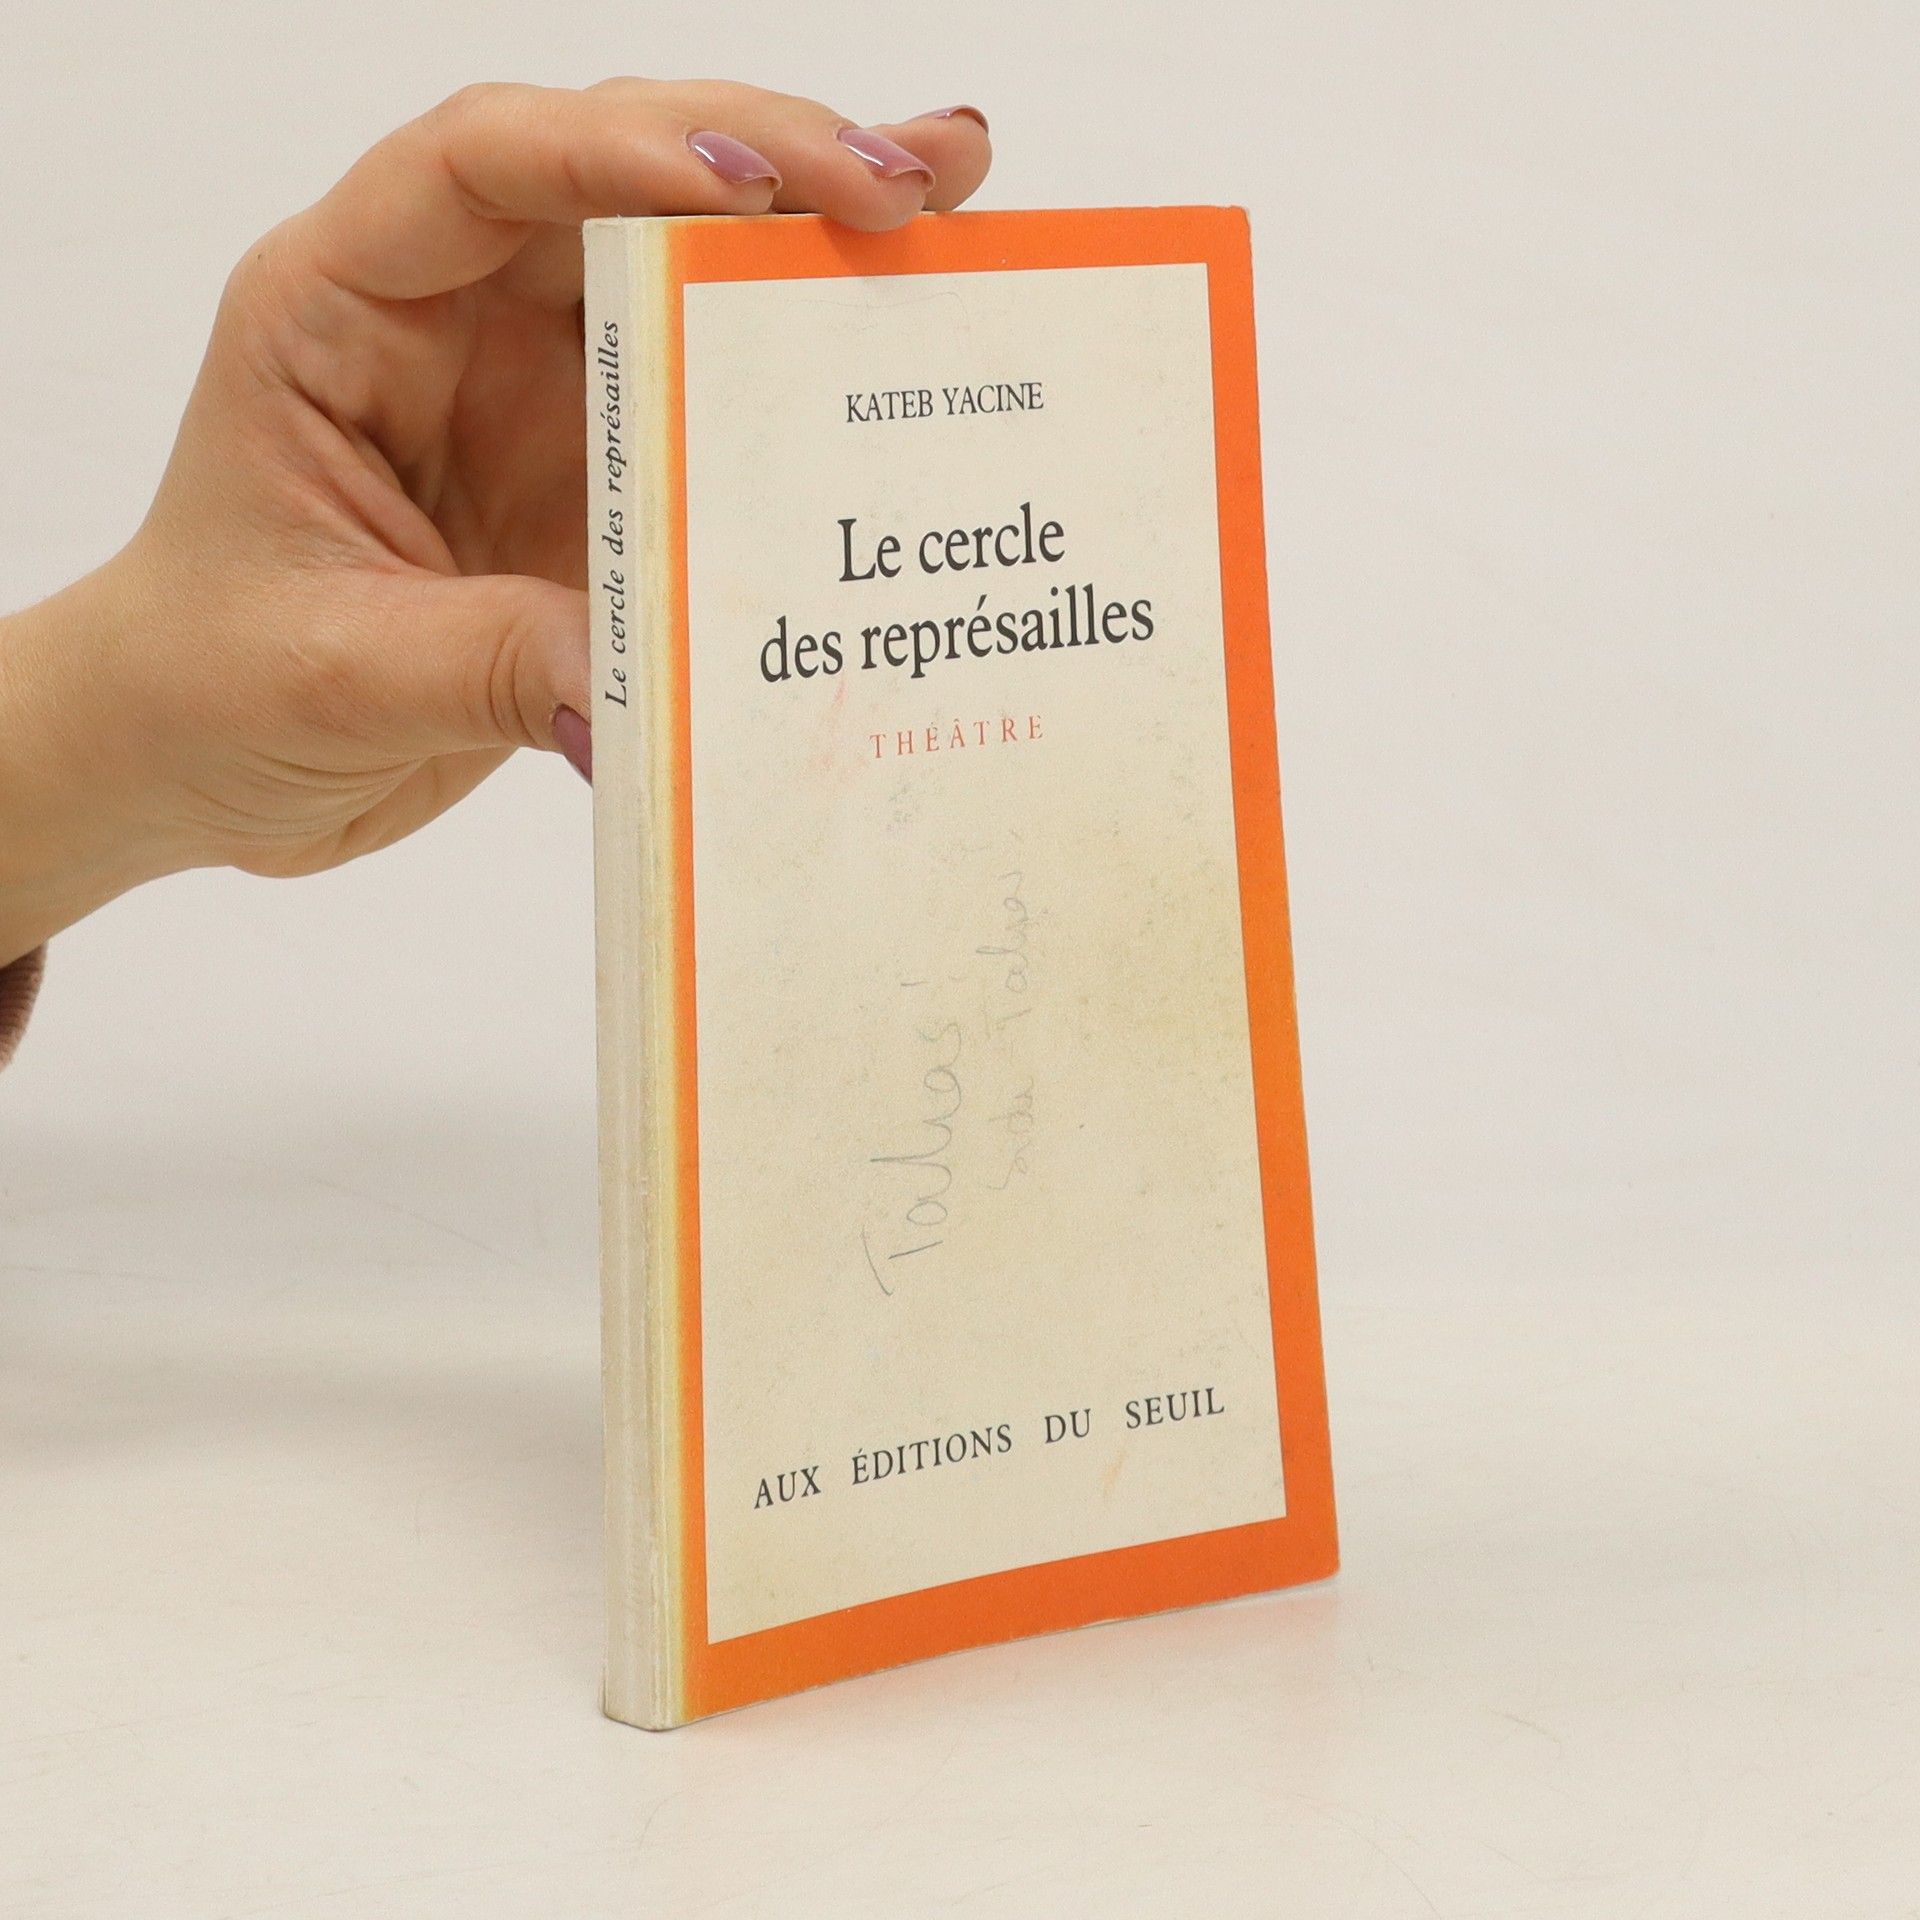 Le cercle des représailles
KATEB YACINE
Le cercle
des représailles
THÉÂTRE
AUX ÉDITIONS DU SEUIL